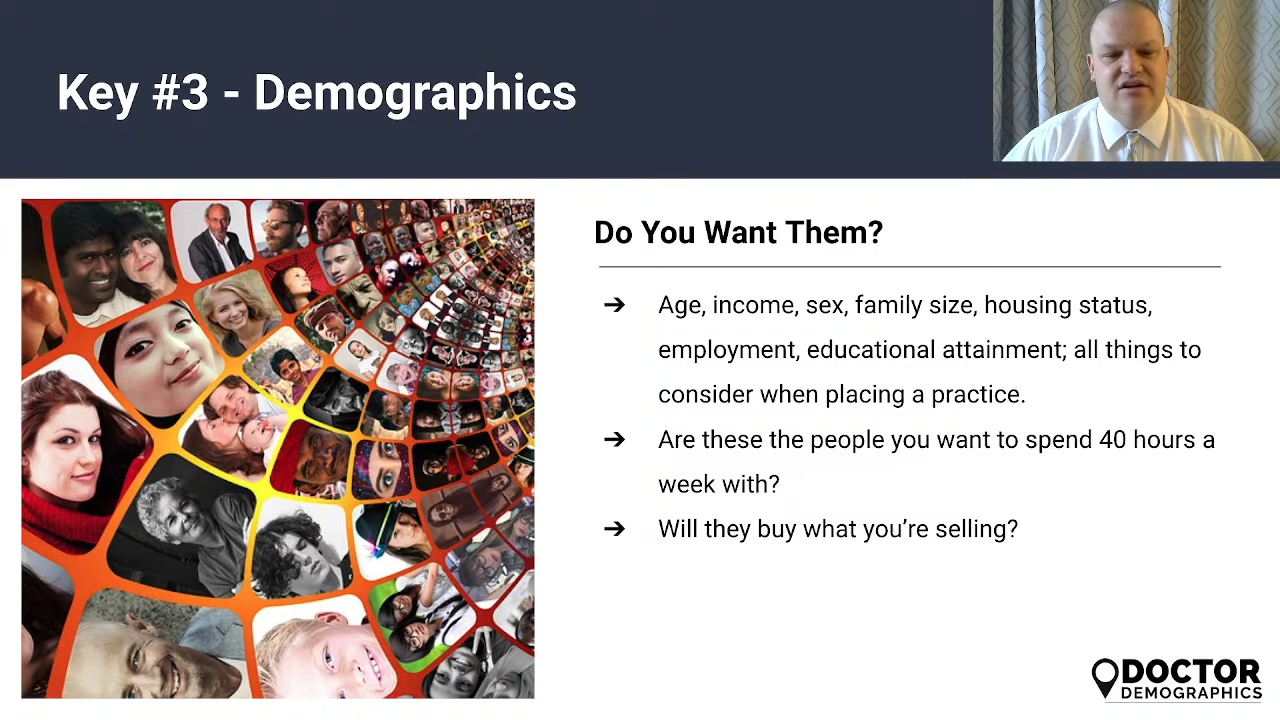 Key #3 - Demographics
Do You Want Them?
➔ Age, income, sex, family size, housing status,
employment, educational attainment; all things to
consider when placing a practice.
➔ Are these the people you want to spend 40 hours a
week with?
➔ Will they buy what you’re selling?
DOCTOR
DEMOGRAPHICS